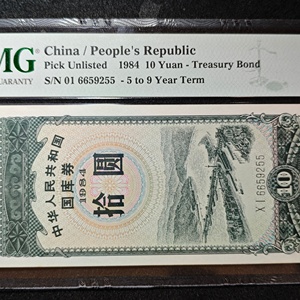 MG
GUARANTY
China / People's Republic
Pick Unlisted 1984 10 Yuan - Treasury Bond
S/N 01 6659255 - 5 to 9 Year Term
中华人民共和国
国库券
1984
拾圆
XI6659255
10